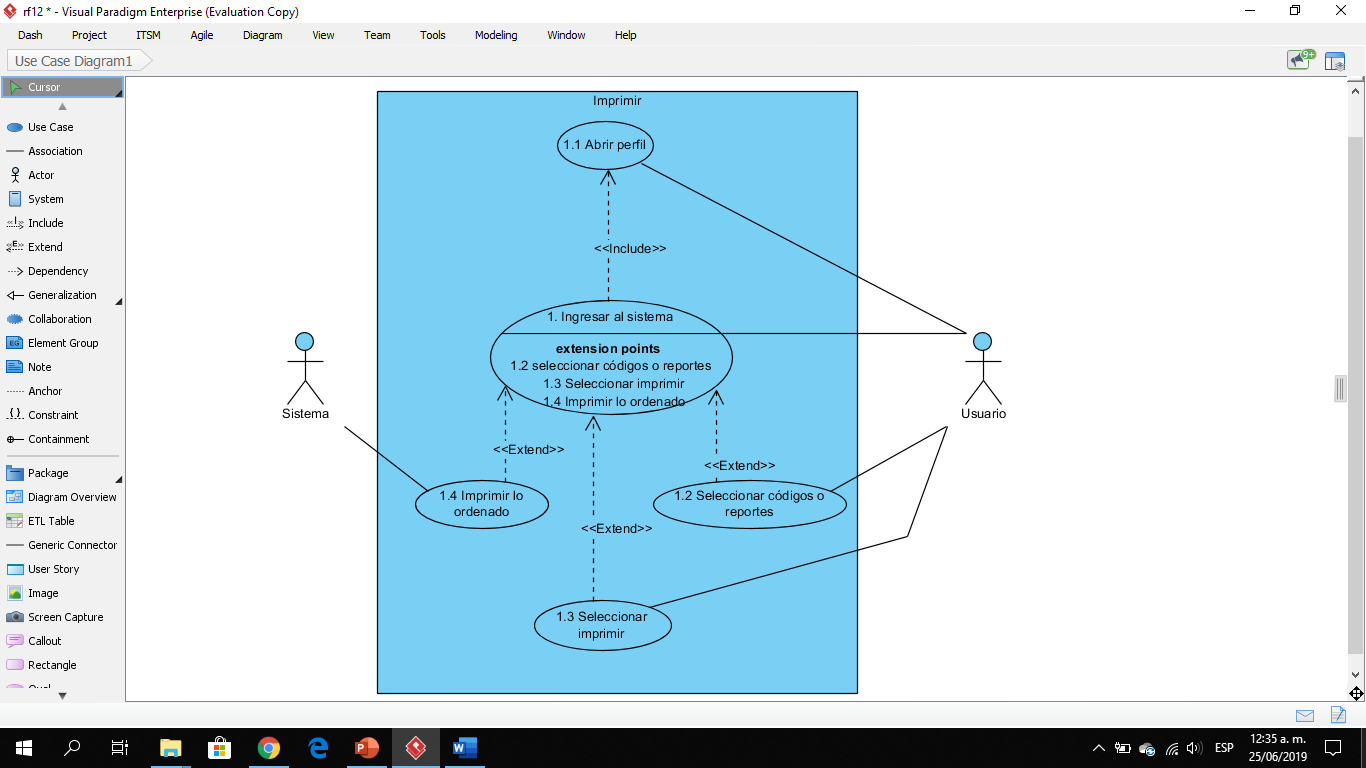 rf12 * - Visual Paradigm Enterprise (Evaluation Copy)
Dash Project ITSM Agile Diagram View Team Tools Modeling Window Help
Use Case Diagram1
9+
Cursor
Use Case
Association
Actor
System
Include
Extend
Dependency
Generalization
Collaboration
Element Group
Note
Anchor
Constraint
Containment
Package
Diagram Overview
ETL Table
Generic Connector
User Story
Image
Screen Capture
Callout
Rectangle
Imprimir
1.1 Abrir perfil
<<Include>>
1. Ingresar al sistema
extension points
1.2 seleccionar códigos o reportes
1.3 Seleccionar imprimir
1.4 Imprimir lo ordenado
Sistema
Usuario
<<Extend>>
<<Extend>>
1.4 Imprimir lo
ordenado
1.2 Seleccionar códigos o
reportes
<<Extend>>
1.3 Seleccionar
imprimir
ESP
12:35 a. m.
25/06/2019